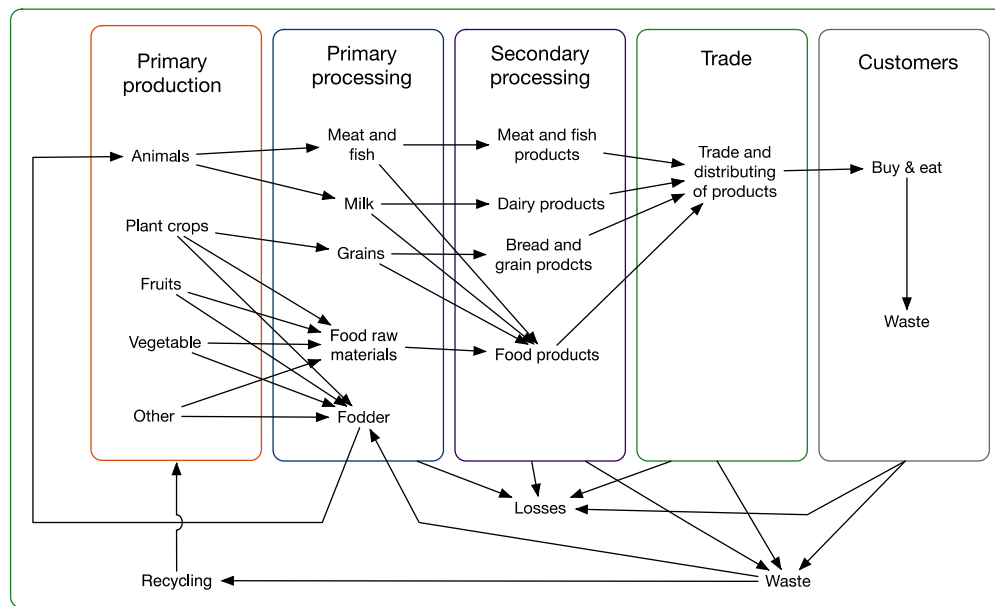 Primary
production
Primary
processing
Secondary
processing
Trade
Customers
Animals
Plant crops
Fruits
Vegetable
Other
Meat and
fish
Milk
Grains
Food raw
materials
Fodder
Meat and fish
products
Dairy products
Bread and
grain prodcts
Food products
Trade and
distributing
of products
Buy & eat
Waste
Losses
Recycling
Waste